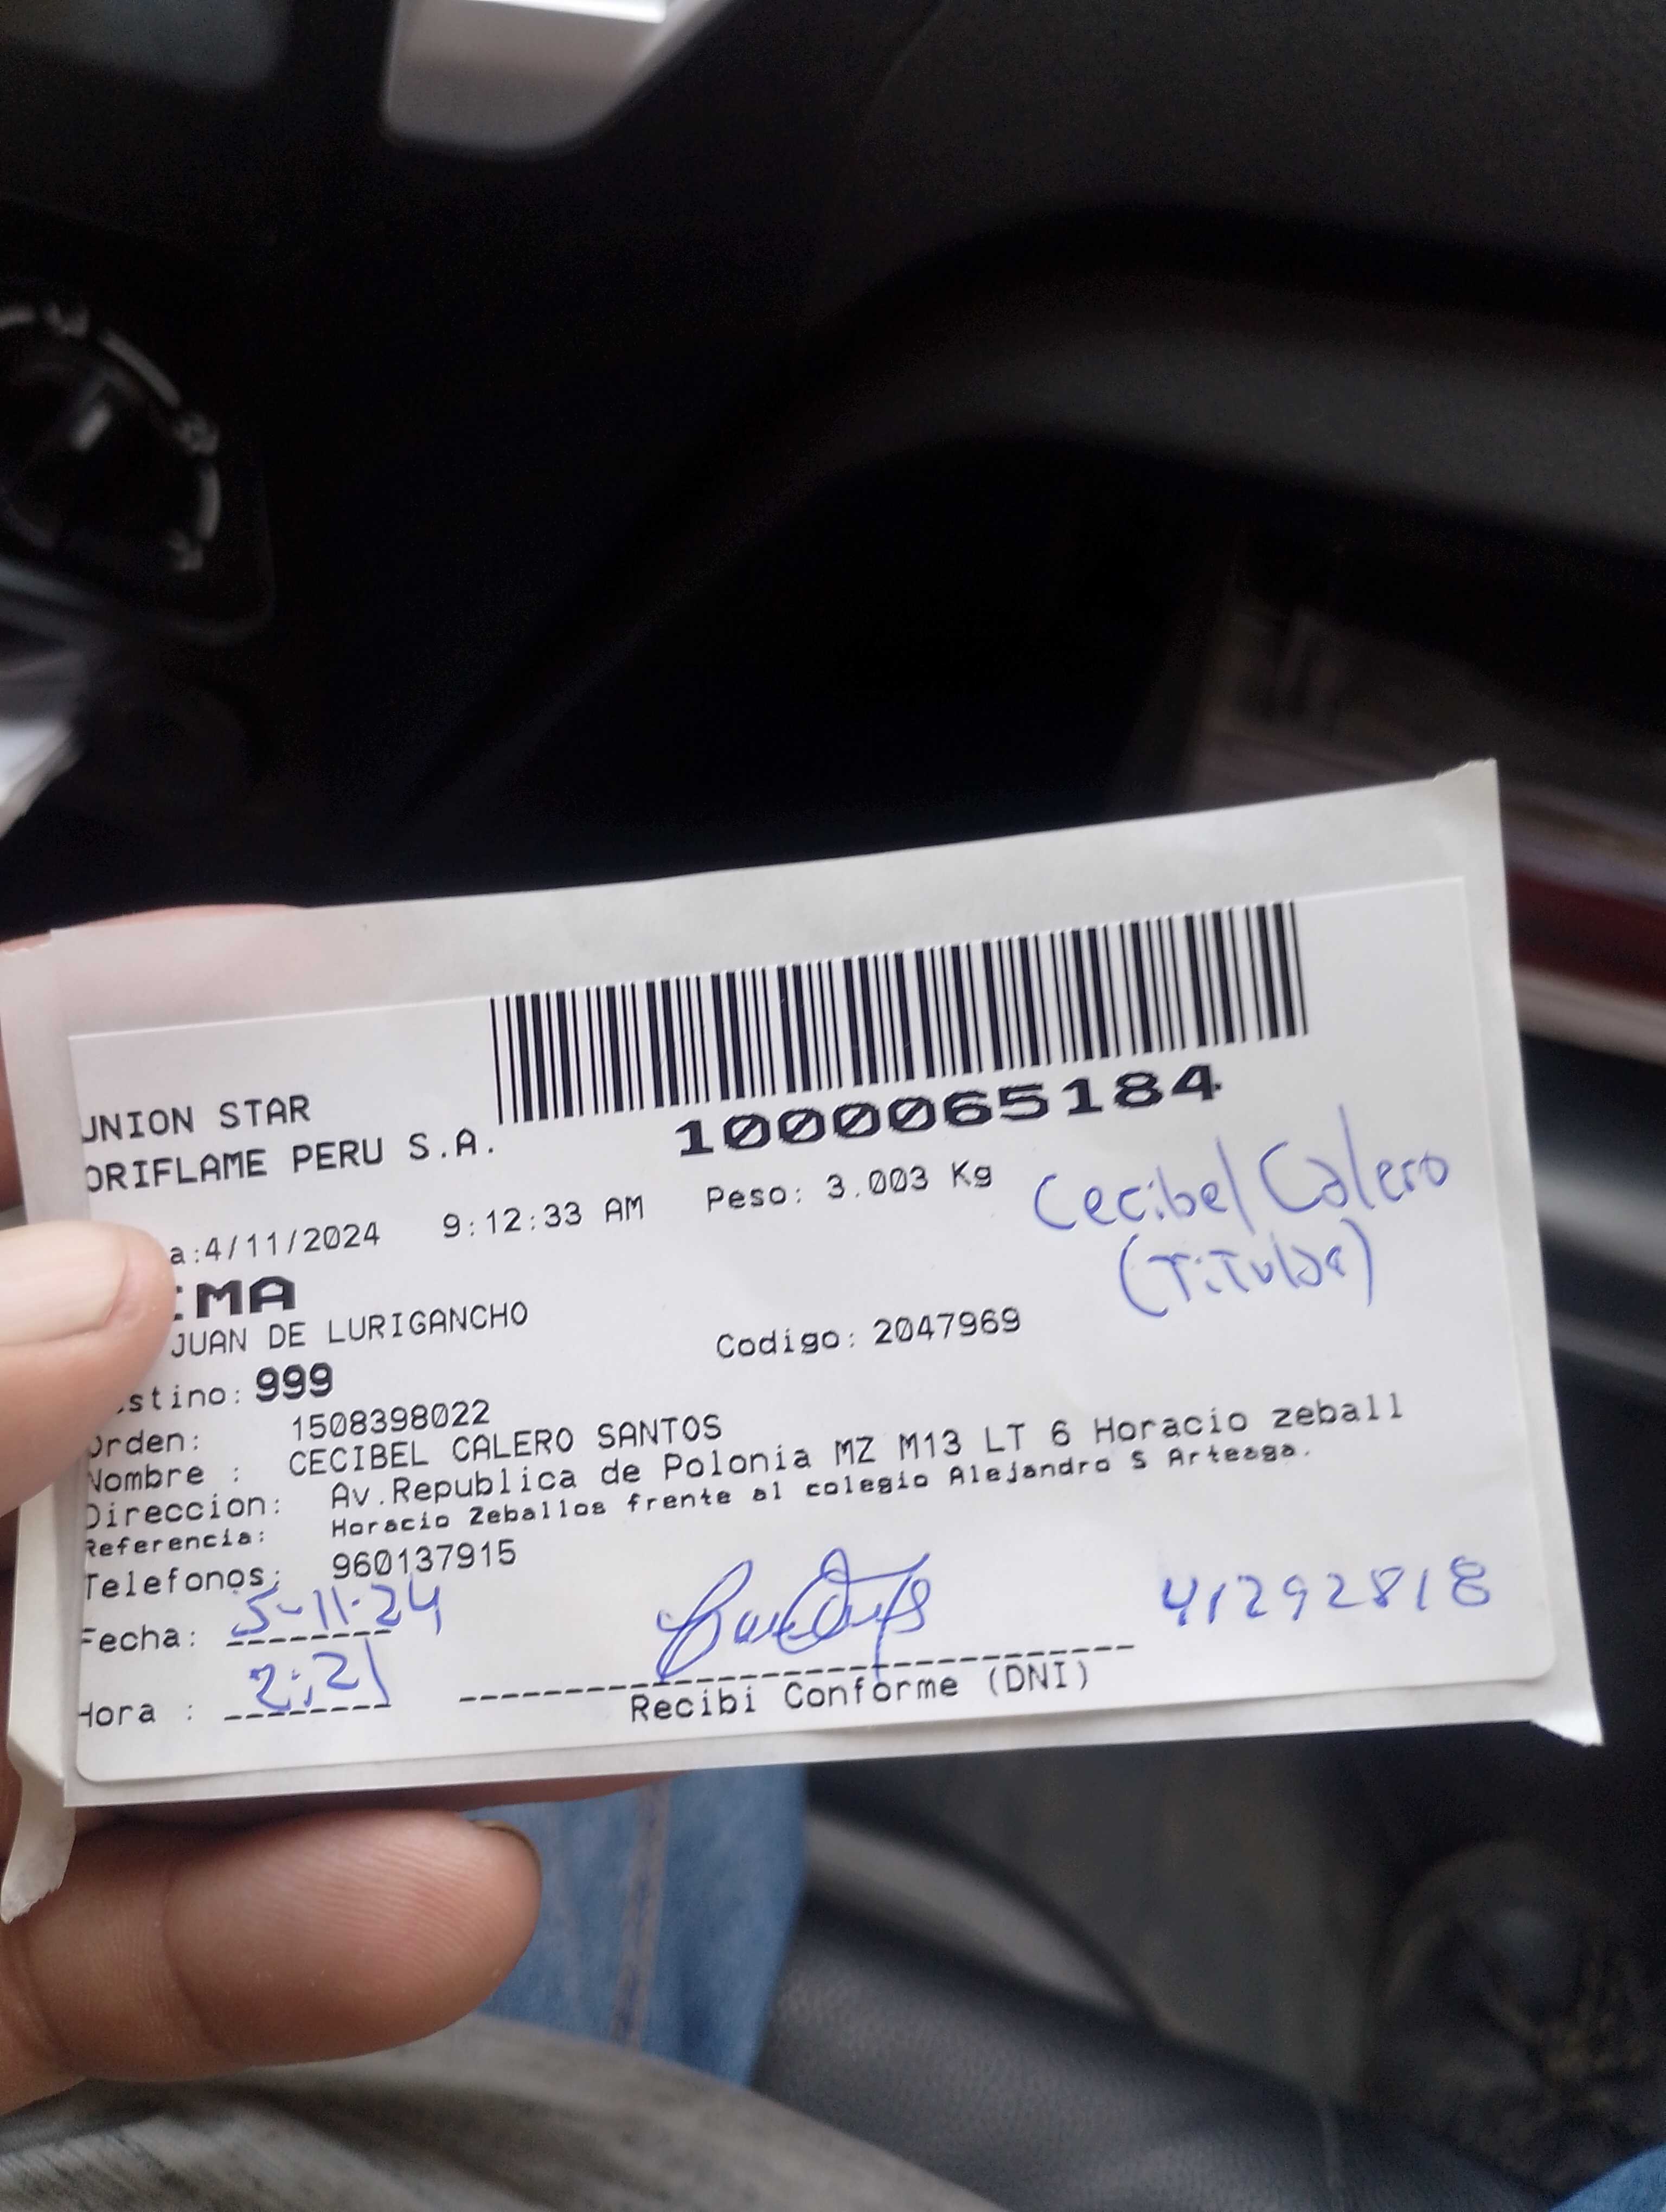 UNION STAR
ORIFLAME PERU S.A.
1000065184
a:4/11/2024 9:12:33 AM Peso: 3.003 Kg
Cecibel Calero
(Titular)
IMA
JUAN DE LURIGANCHO
Codigo: 2047969
stino: 999
Orden: 1508398022
Nombre : CECIBEL CALERO SANTOS
Direccion: Av.Republica de Polonia MZ M13 LT 6 Horacio zeball
Referencia: Horacio Zeballos frente al colegio Alejandro S Arteaga.
Telefonos: 960137915
Fecha: 5-11-24
41292818
Hora : 2:21
Recibi Conforme (DNI)